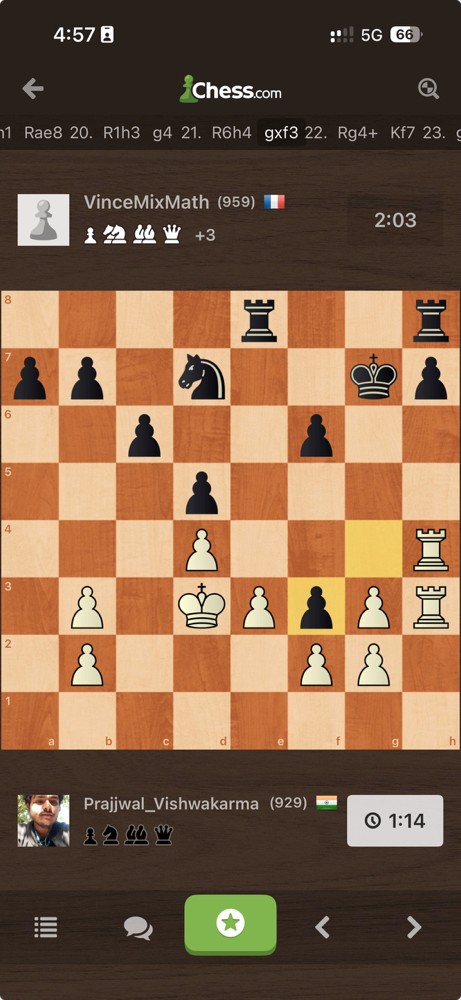 4:57 5G 66
Chess.com
h1 Rae8 20. R1h3 g4 21. R6h4 gxf3 22. Rg4+ Kf7 23. g
VinceMixMath (959)
2:03
+3
8
7
6
5
4
3
2
1
a b c d e f g h
Prajjwal_Vishwakarma (929)
1:14